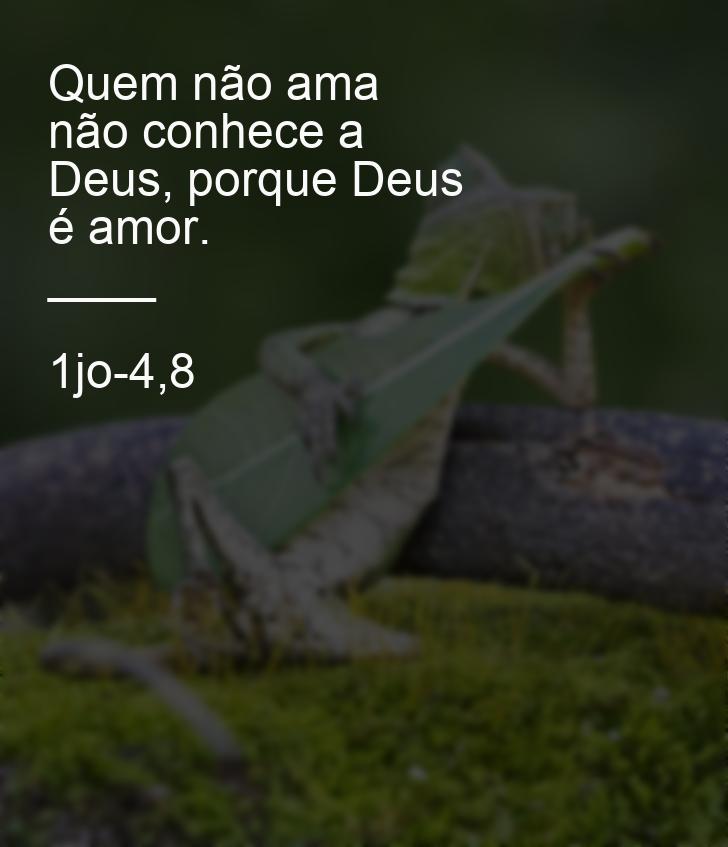 Quem não ama
não conhece a
Deus, porque Deus
é amor.
1jo-4,8